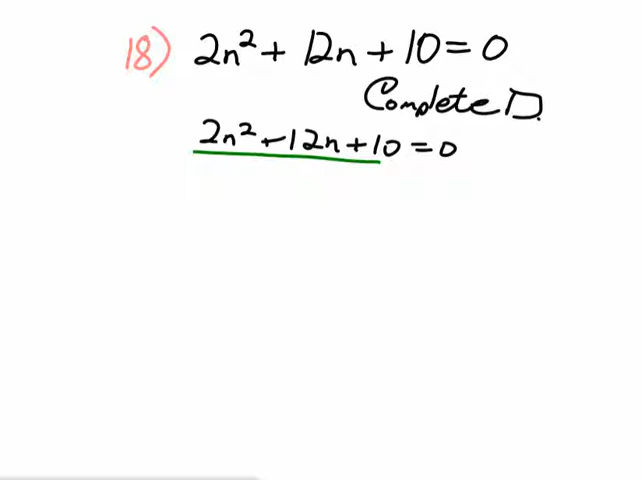 18) 2n² + 12n + 10 = 0
Complete □.
2n² + 12n + 10 = 0